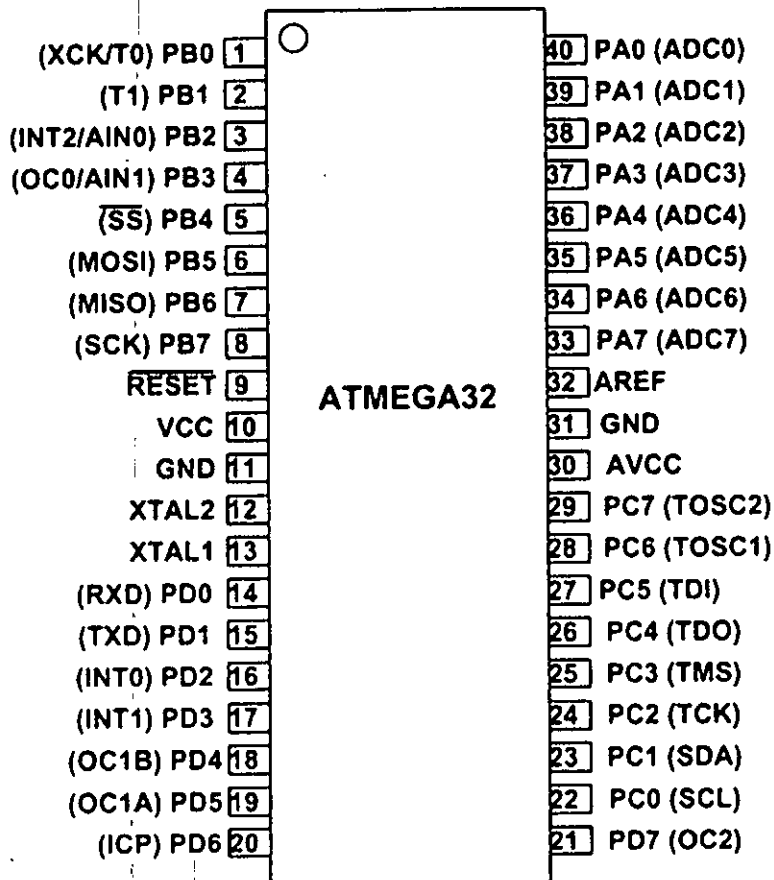 (XCK/T0) PB0 1
(T1) PB1 2
(INT2/AIN0) PB2 3
(OC0/AIN1) PB3 4
(SS) PB4 5
(MOSI) PB5 6
(MISO) PB6 7
(SCK) PB7 8
RESET 9
VCC 10
GND 11
XTAL2 12
XTAL1 13
(RXD) PD0 14
(TXD) PD1 15
(INT0) PD2 16
(INT1) PD3 17
(OC1B) PD4 18
(OC1A) PD5 19
(ICP) PD6 20
ATMEGA32
40 PA0 (ADC0)
39 PA1 (ADC1)
38 PA2 (ADC2)
37 PA3 (ADC3)
36 PA4 (ADC4)
35 PA5 (ADC5)
34 PA6 (ADC6)
33 PA7 (ADC7)
32 AREF
31 GND
30 AVCC
29 PC7 (TOSC2)
28 PC6 (TOSC1)
27 PC5 (TDI)
26 PC4 (TDO)
25 PC3 (TMS)
24 PC2 (TCK)
23 PC1 (SDA)
22 PC0 (SCL)
21 PD7 (OC2)